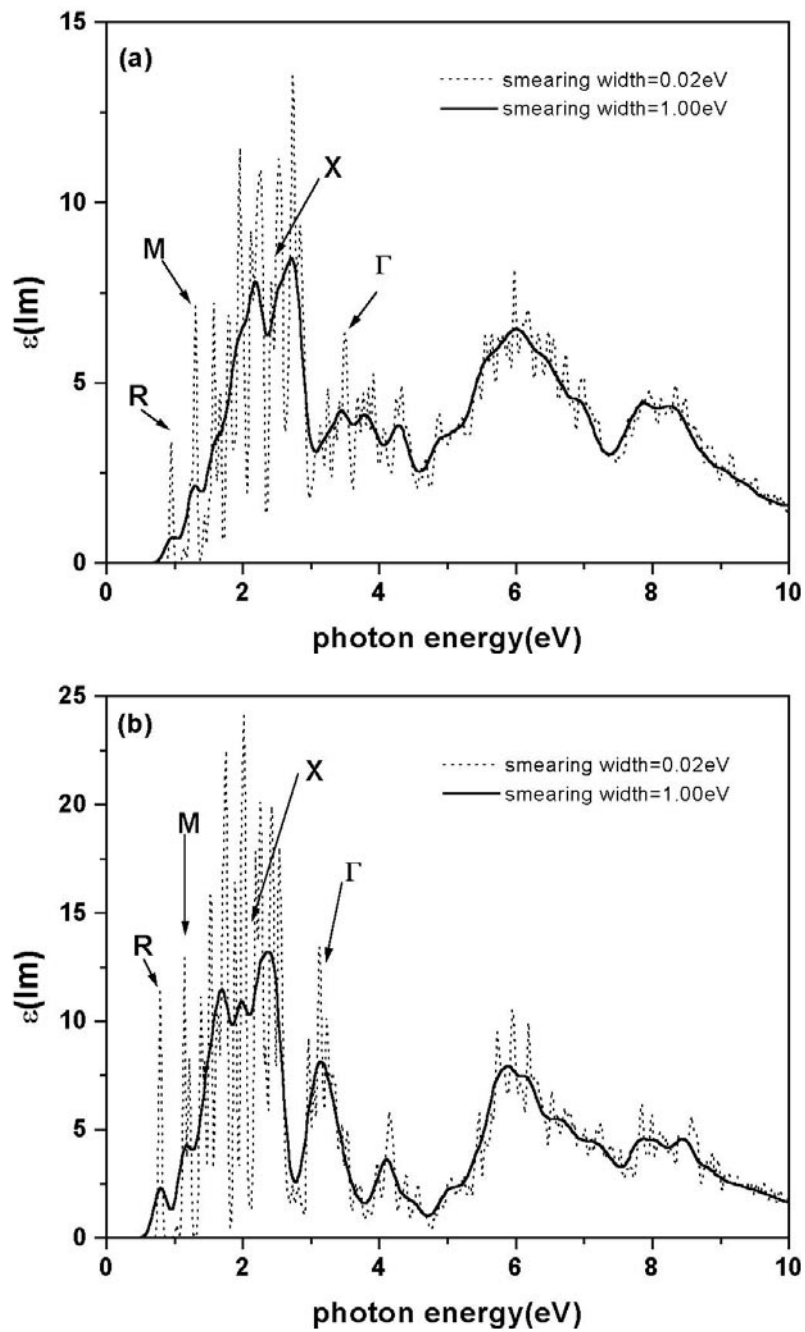 15
(a)
smearing width=0.02eV
smearing width=1.00eV
X
M
Γ
R
10
5
0
ε(Im)
0 2 4 6 8 10
photon energy(eV)
25
(b)
smearing width=0.02eV
smearing width=1.00eV
X
M
Γ
R
20
15
10
5
0
ε(Im)
0 2 4 6 8 10
photon energy(eV)